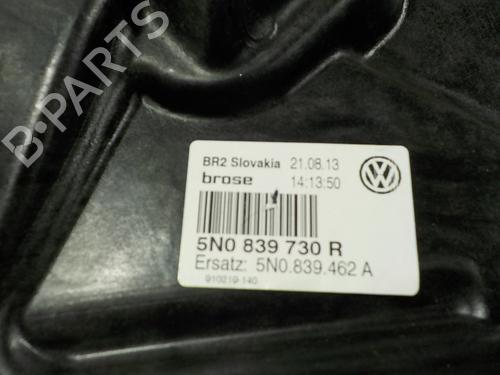 B-PARTS
BR2 Slovakia 21.08.13
brose 14:13:50
5N0 839 730 R
Ersatz: 5N0.839.462 A
910219-140